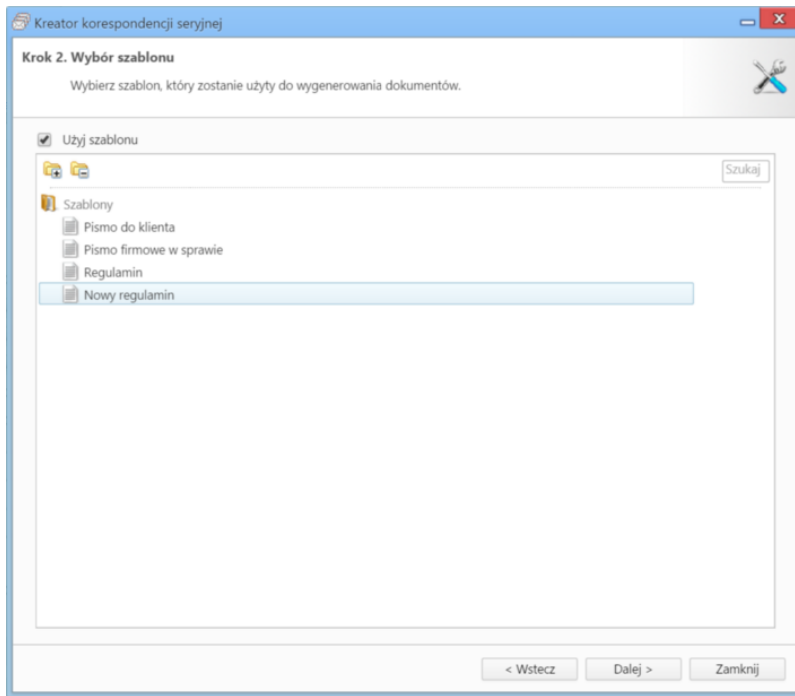 Kreator korespondencji seryjnej
Krok 2. Wybór szablonu
Wybierz szablon, który zostanie użyty do wygenerowania dokumentów.
Użyj szablonu
Szukaj
Szablony
Pismo do klienta
Pismo firmowe w sprawie
Regulamin
Nowy regulamin
< Wstecz Dalej > Zamknij